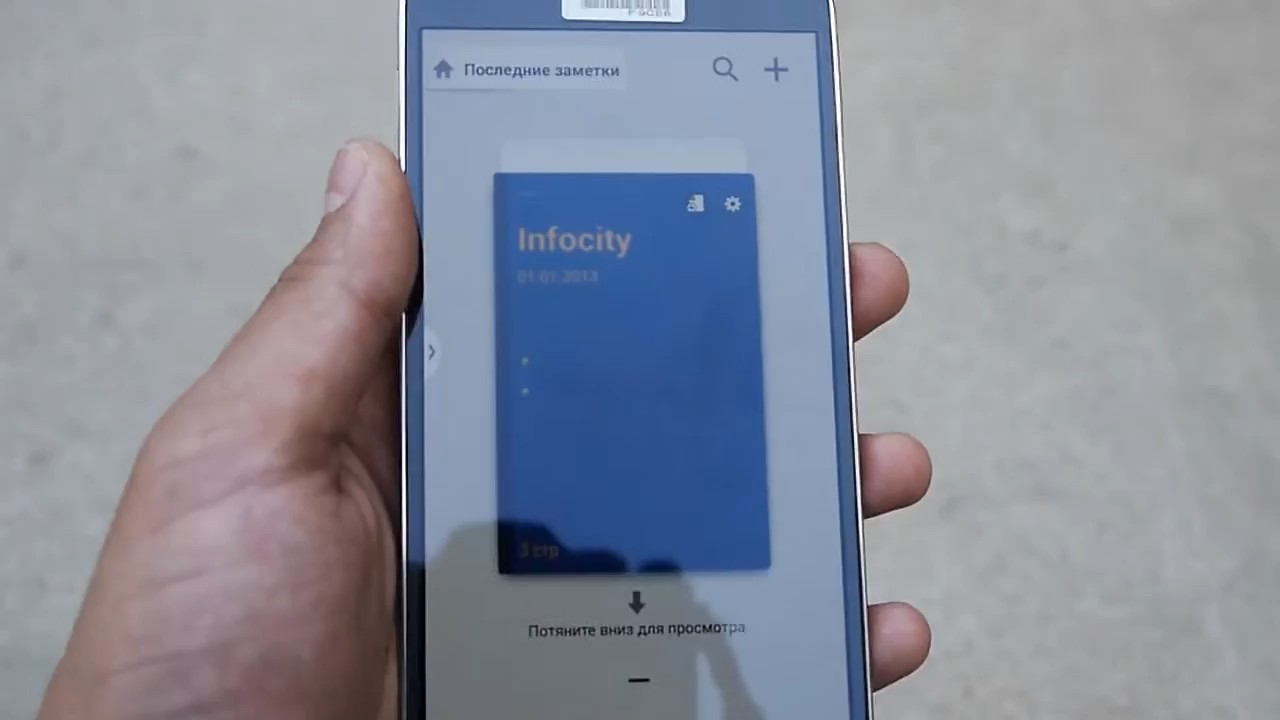 Последние заметки
Infocity
01.01.2013
3 стр
Потяните вниз для просмотра